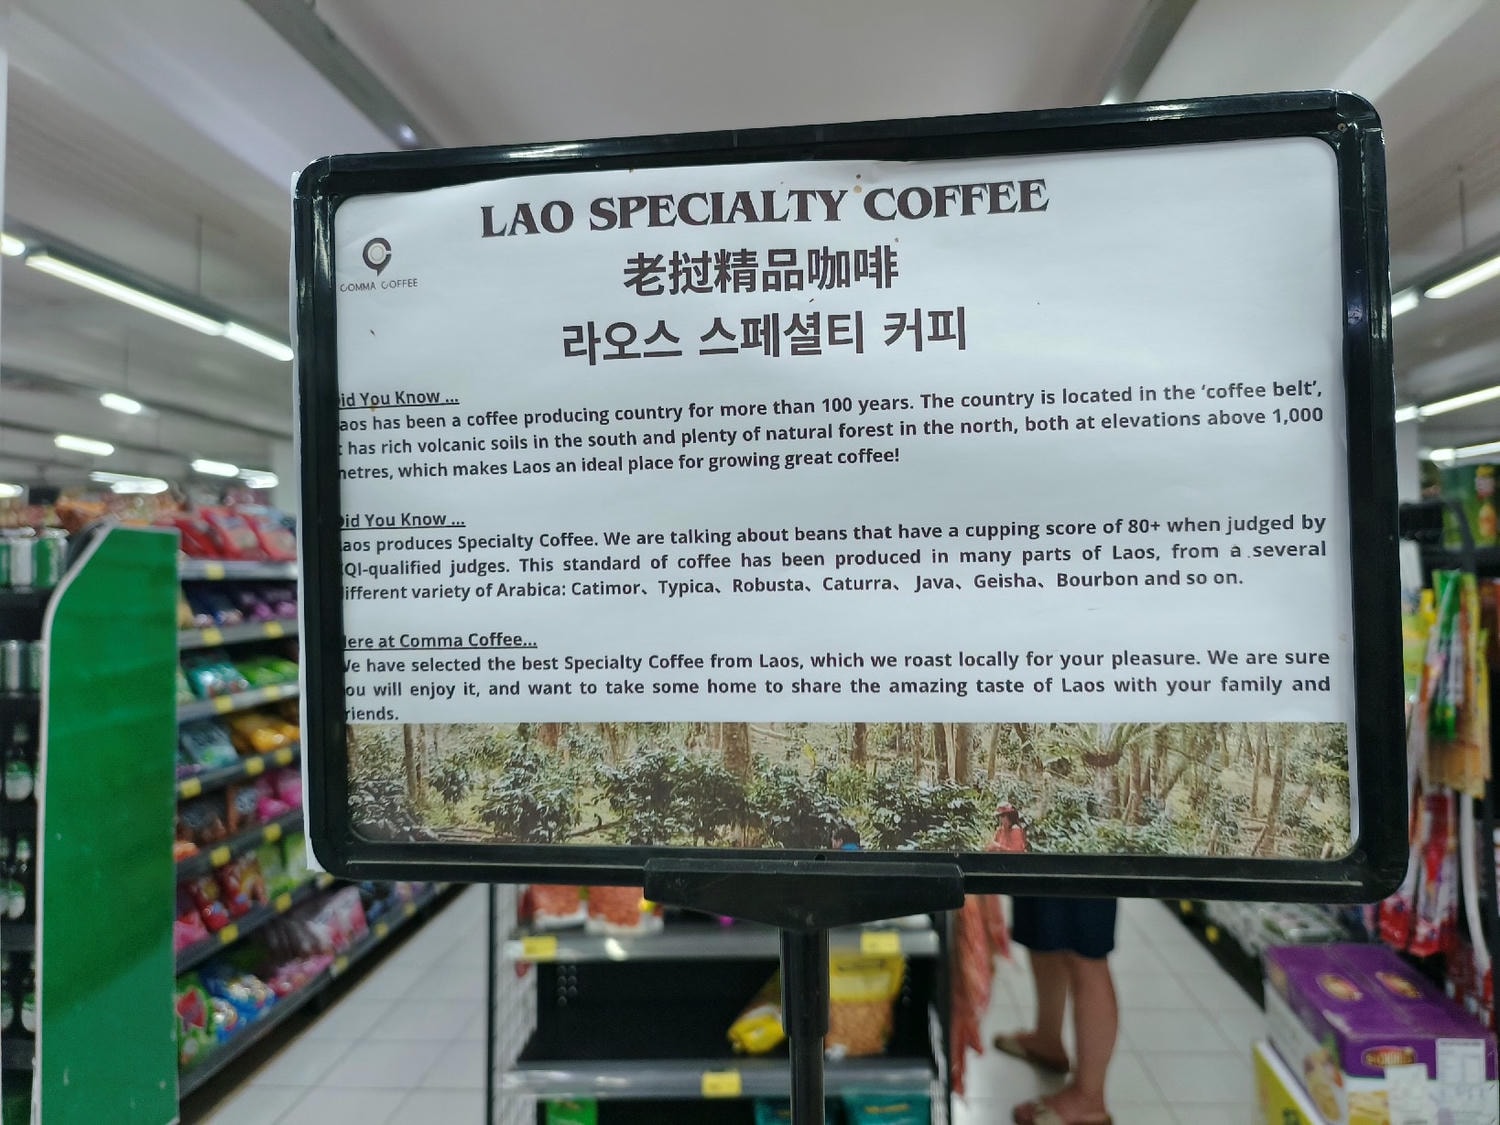 LAO SPECIALTY COFFEE
COMMA COFFEE
老挝精品咖啡
라오스 스페셜티 커피
id You Know ...
aos has been a coffee producing country for more than 100 years. The country is located in the ‘coffee belt’,
t has rich volcanic soils in the south and plenty of natural forest in the north, both at elevations above 1,000
metres, which makes Laos an ideal place for growing great coffee!
Did You Know ...
aos produces Specialty Coffee. We are talking about beans that have a cupping score of 80+ when judged by
QI-qualified judges. This standard of coffee has been produced in many parts of Laos, from a several
ifferent variety of Arabica: Catimor、 Typica、 Robusta、 Caturra、 Java、 Geisha、 Bourbon and so on.
Here at Comma Coffee...
We have selected the best Specialty Coffee from Laos, which we roast locally for your pleasure. We are sure
ou will enjoy it, and want to take some home to share the amazing taste of Laos with your family and
riends.